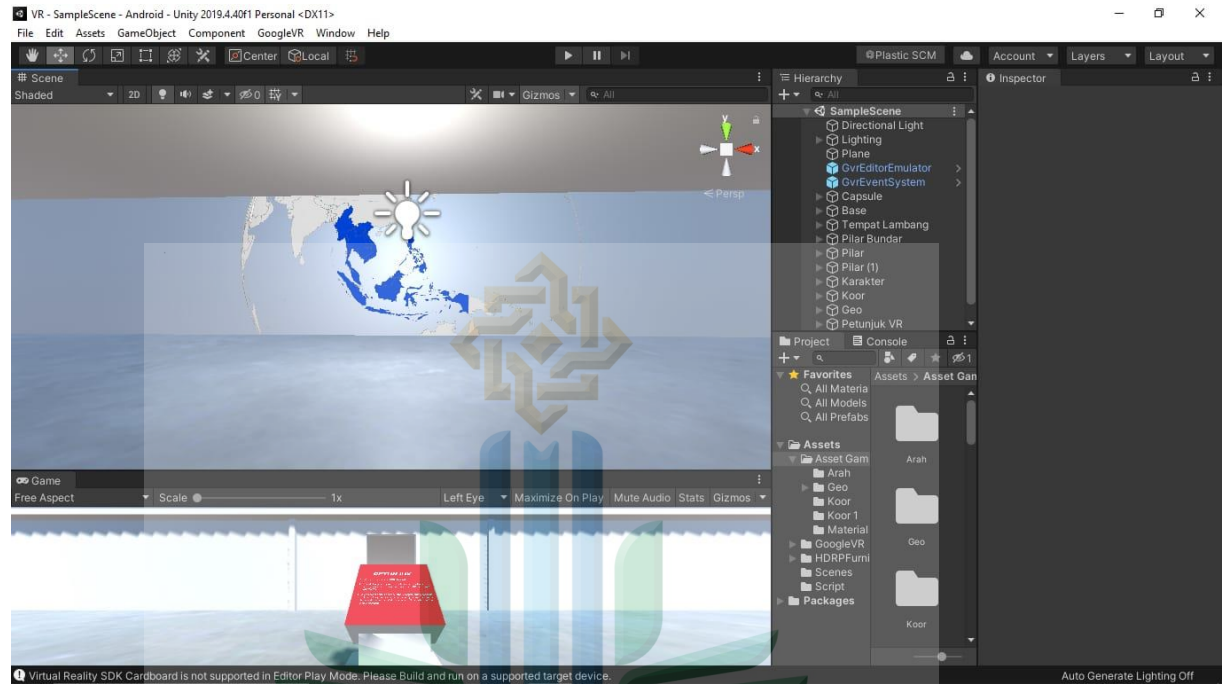 VR - SampleScene - Android - Unity 2019.4.40f1 Personal <DX11>
File Edit Assets GameObject Component GoogleVR Window Help
Center Local Plastic SCM Account Layers Layout
Scene
Shaded 2D 0 Gizmos All
y
x
Persp
Hierarchy
All
SampleScene
Directional Light
Lighting
Plane
GvrEditorEmulator
GvrEventSystem
Capsule
Base
Tempat Lambang
Pilar Bundar
Pilar
Pilar (1)
Karakter
Koor
Geo
Petunjuk VR
Inspector
Project Console
1
Favorites
All Materia
All Models
All Prefabs
Assets
Asset Gam
Arah
Geo
Koor
Koor 1
Material
GoogleVR
HDRPFurni
Scenes
Script
Packages
Assets > Asset Gan
Arah
Geo
Koor
Game
Free Aspect Scale 1x Left Eye Maximize On Play Mute Audio Stats Gizmos
PETUNJUK
Virtual Reality SDK Cardboard is not supported in Editor Play Mode. Please Build and run on a supported target device.
Auto Generate Lighting Off